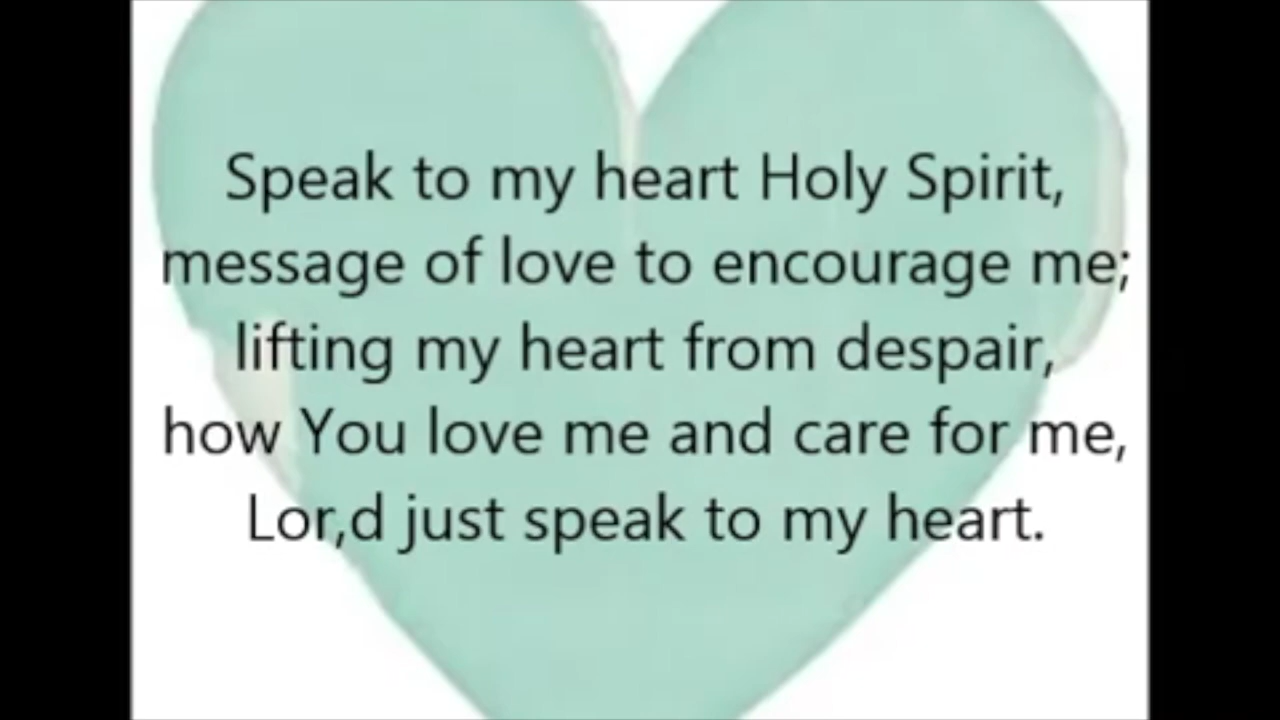 Speak to my heart Holy Spirit,
message of love to encourage me;
lifting my heart from despair,
how You love me and care for me,
Lor,d just speak to my heart.